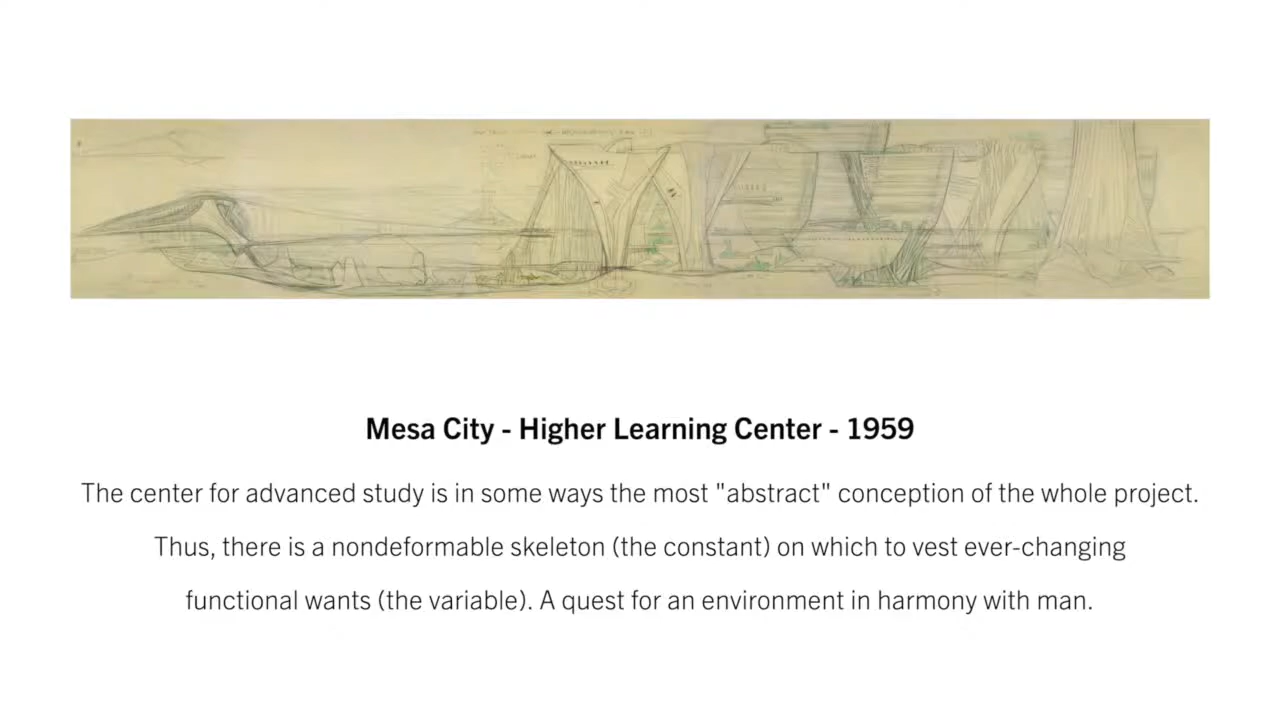 Mesa City - Higher Learning Center - 1959
The center for advanced study is in some ways the most "abstract" conception of the whole project.
Thus, there is a nondeformable skeleton (the constant) on which to vest ever-changing
functional wants (the variable). A quest for an environment in harmony with man.